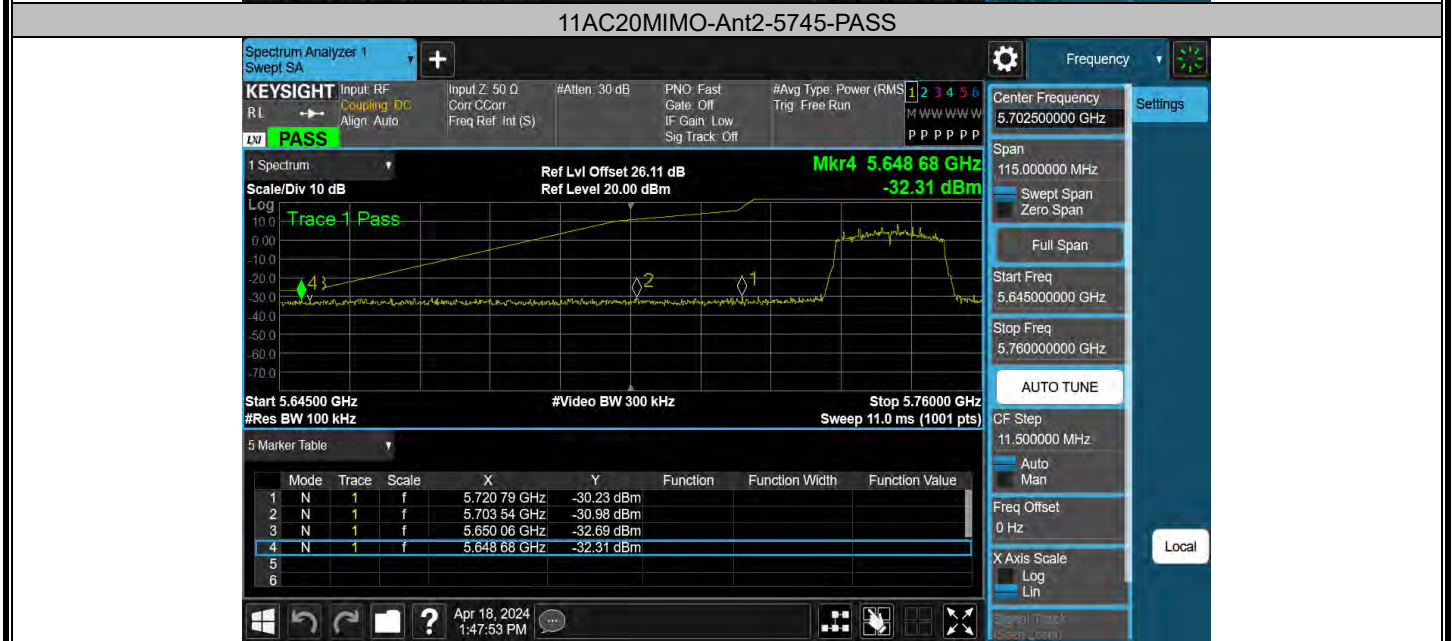 11AC20MIMO-Ant2-5745-PASS
Spectrum Analyzer 1
Swept SA
Frequency
KEYSIGHT
Input: RF
Input Z: 50 Ω
#Atten: 30 dB
PNO: Fast
#Avg Type: Power (RMS
1 2 3 4 5 6
RL
Coupling: DC
Corr CCorr
Gate: Off
Trig: Free Run
M W W W W W
Align: Auto
Freq Ref: Int (S)
IF Gain: Low
Sig Track: Off
P P P P P P
LXI
PASS
1 Spectrum
Ref Lvl Offset 26.11 dB
Mkr4 5.648 68 GHz
Scale/Div 10 dB
Ref Level 20.00 dBm
-32.31 dBm
Log
Trace 1 Pass
10.0
0.00
-10.0
-20.0
-30.0
-40.0
-50.0
-60.0
-70.0
4
3
2
1
Start 5.64500 GHz
#Video BW 300 kHz
Stop 5.76000 GHz
#Res BW 100 kHz
Sweep 11.0 ms (1001 pts)
5 Marker Table
Mode Trace Scale X Y Function Function Width Function Value
1 N 1 f 5.720 79 GHz -30.23 dBm
2 N 1 f 5.703 54 GHz -30.98 dBm
3 N 1 f 5.650 06 GHz -32.69 dBm
4 N 1 f 5.648 68 GHz -32.31 dBm
5
6
Apr 18, 2024
1:47:53 PM
Center Frequency
5.702500000 GHz
Settings
Span
115.000000 MHz
Swept Span
Zero Span
Full Span
Start Freq
5.645000000 GHz
Stop Freq
5.760000000 GHz
AUTO TUNE
CF Step
11.500000 MHz
Auto
Man
Freq Offset
0 Hz
X Axis Scale
Log
Lin
Signal Track
(Span Zoom)
Local